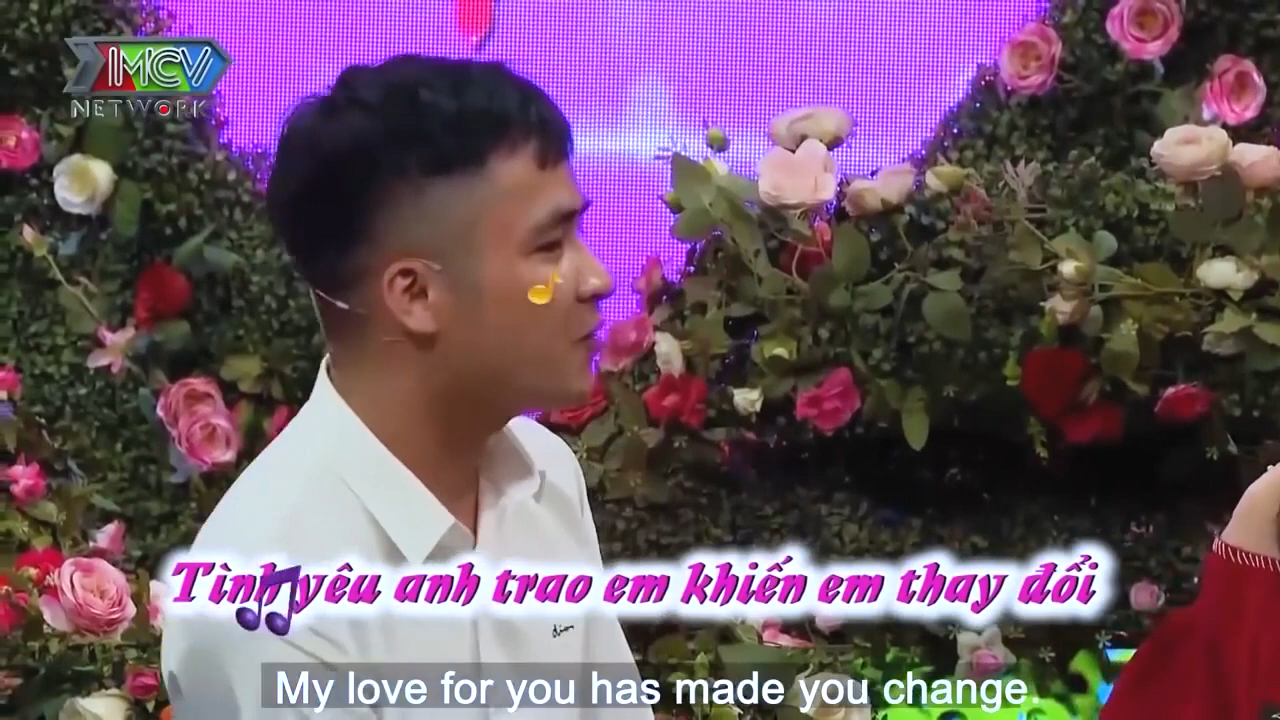 MCV
NETWORK
Tình yêu anh trao em khiến em thay đổi
dior
My love for you has made you change.